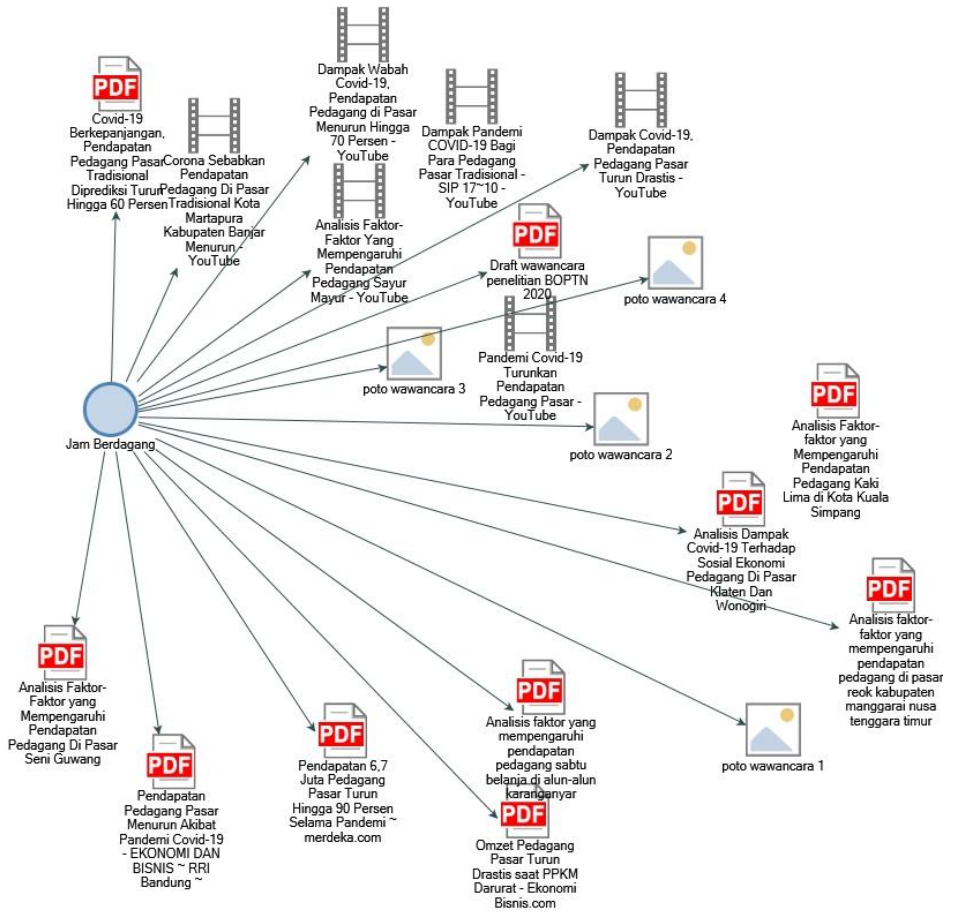 Dampak Wabah
Covid-19,
Pendapatan
Pedagang di Pasar
Menurun Hingga
70 Persen -
YouTube
PDF
Covid-19
Berkepanjangan,
Pendapatan
Pedagang Pasar
Tradisional
Diprediksi Turun
Hingga 60 Persen
Corona Sebabkan
Pendapatan
Pedagang Di Pasar
Tradisional Kota
Martapura
Kabupaten Banjar
Menurun -
YouTube
Dampak Pandemi
COVID-19 Bagi
Para Pedagang
Pasar Tradisional -
SIP 17~10 -
YouTube
Dampak Covid-19,
Pendapatan
Pedagang Pasar
Turun Drastis -
YouTube
Analisis Faktor-
Faktor Yang
Mempengaruhi
Pendapatan
Pedagang Sayur
Mayur - YouTube
PDF
Draft wawancara
penelitian BOPTN
2020
poto wawancara 4
Pandemi Covid-19
Turunkan
Pendapatan
Pedagang Pasar -
YouTube
poto wawancara 3
Jam Berdagang
poto wawancara 2
PDF
Analisis Faktor-
faktor yang
Mempengaruhi
Pendapatan
Pedagang Kaki
Lima di Kota Kuala
Simpang
PDF
Analisis Dampak
Covid-19 Terhadap
Sosial Ekonomi
Pedagang Di Pasar
Klaten Dan
Wonogiri
PDF
Analisis faktor-
faktor yang
mempengaruhi
pendapatan
pedagang di pasar
reok kabupaten
manggarai nusa
tenggara timur
PDF
Analisis Faktor-
Faktor yang
Mempengaruhi
Pendapatan
Pedagang Di Pasar
Seni Guwang
PDF
Pendapatan
Pedagang Pasar
Menurun Akibat
Pandemi Covid-19
- EKONOMI DAN
BISNIS ~ RRI
Bandung ~
PDF
Pendapatan 6,7
Juta Pedagang
Pasar Turun
Hingga 90 Persen
Selama Pandemi ~
merdeka.com
PDF
Analisis faktor yang
mempengaruhi
pendapatan
pedagang sabtu
belanja di alun-alun
karanganyar
PDF
Omzet Pedagang
Pasar Turun
Drastis saat PPKM
Darurat - Ekonomi
Bisnis.com
poto wawancara 1